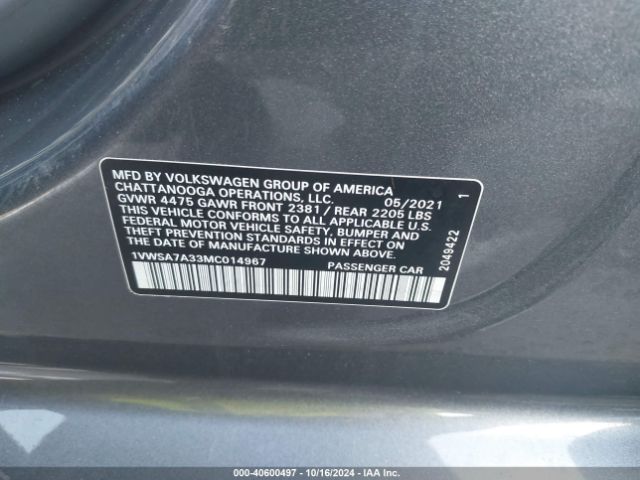 MFD BY VOLKSWAGEN GROUP OF AMERICA
CHATTANOOGA OPERATIONS, LLC. 05/2021
GVWR 4475 GAWR FRONT 2381 / REAR 2205 LBS
THIS VEHICLE CONFORMS TO ALL APPLICABLE U.S.
FEDERAL MOTOR VEHICLE SAFETY, BUMPER AND
THEFT PREVENTION STANDARDS IN EFFECT
ON THE DATE OF MANUFACTURE SHOWN ABOVE.
1VWSA7A33MC014967 PASSENGER CAR
2049422 1
000-40600497 - 10/16/2024 - IAA Inc.